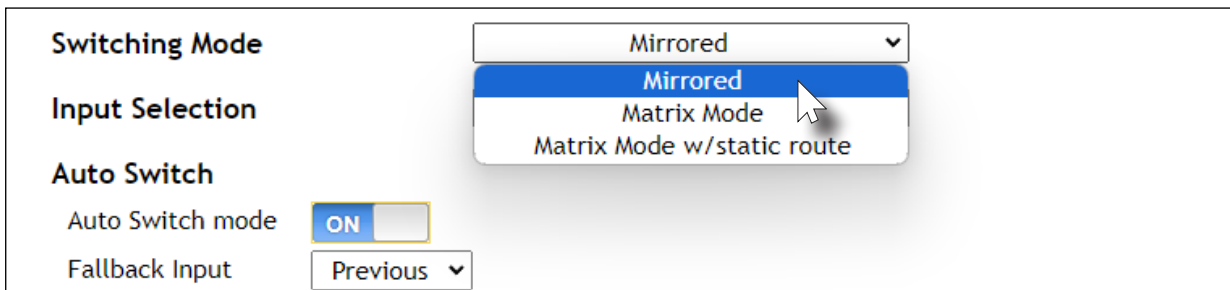 Switching Mode Mirrored
Mirrored
Input Selection
Matrix Mode
Matrix Mode w/static route
Auto Switch
Auto Switch mode ON
Fallback Input Previous